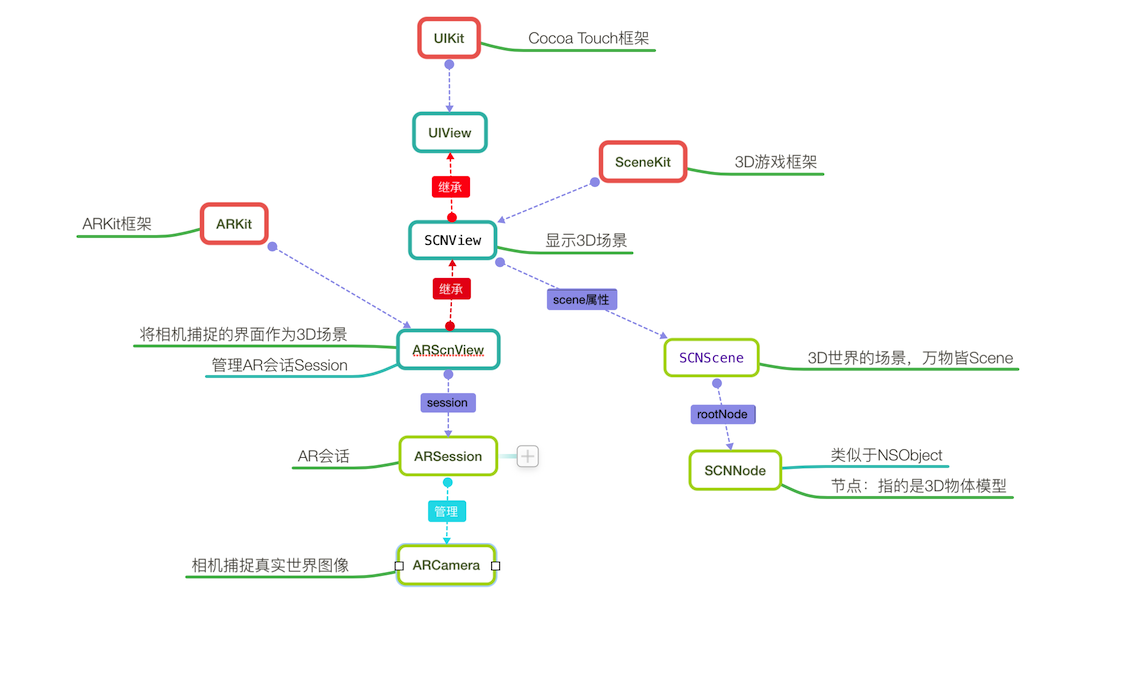 UIKit
Cocoa Touch框架
UIView
继承
SceneKit
3D游戏框架
ARKit框架
ARKit
SCNView
显示3D场景
继承
scene属性
将相机捕捉的界面作为3D场景
管理AR会话Session
ARScnView
SCNScene
3D世界的场景，万物皆Scene
session
rootNode
AR会话
ARSession
SCNNode
类似于NSObject
节点：指的是3D物体模型
管理
相机捕捉真实世界图像
ARCamera